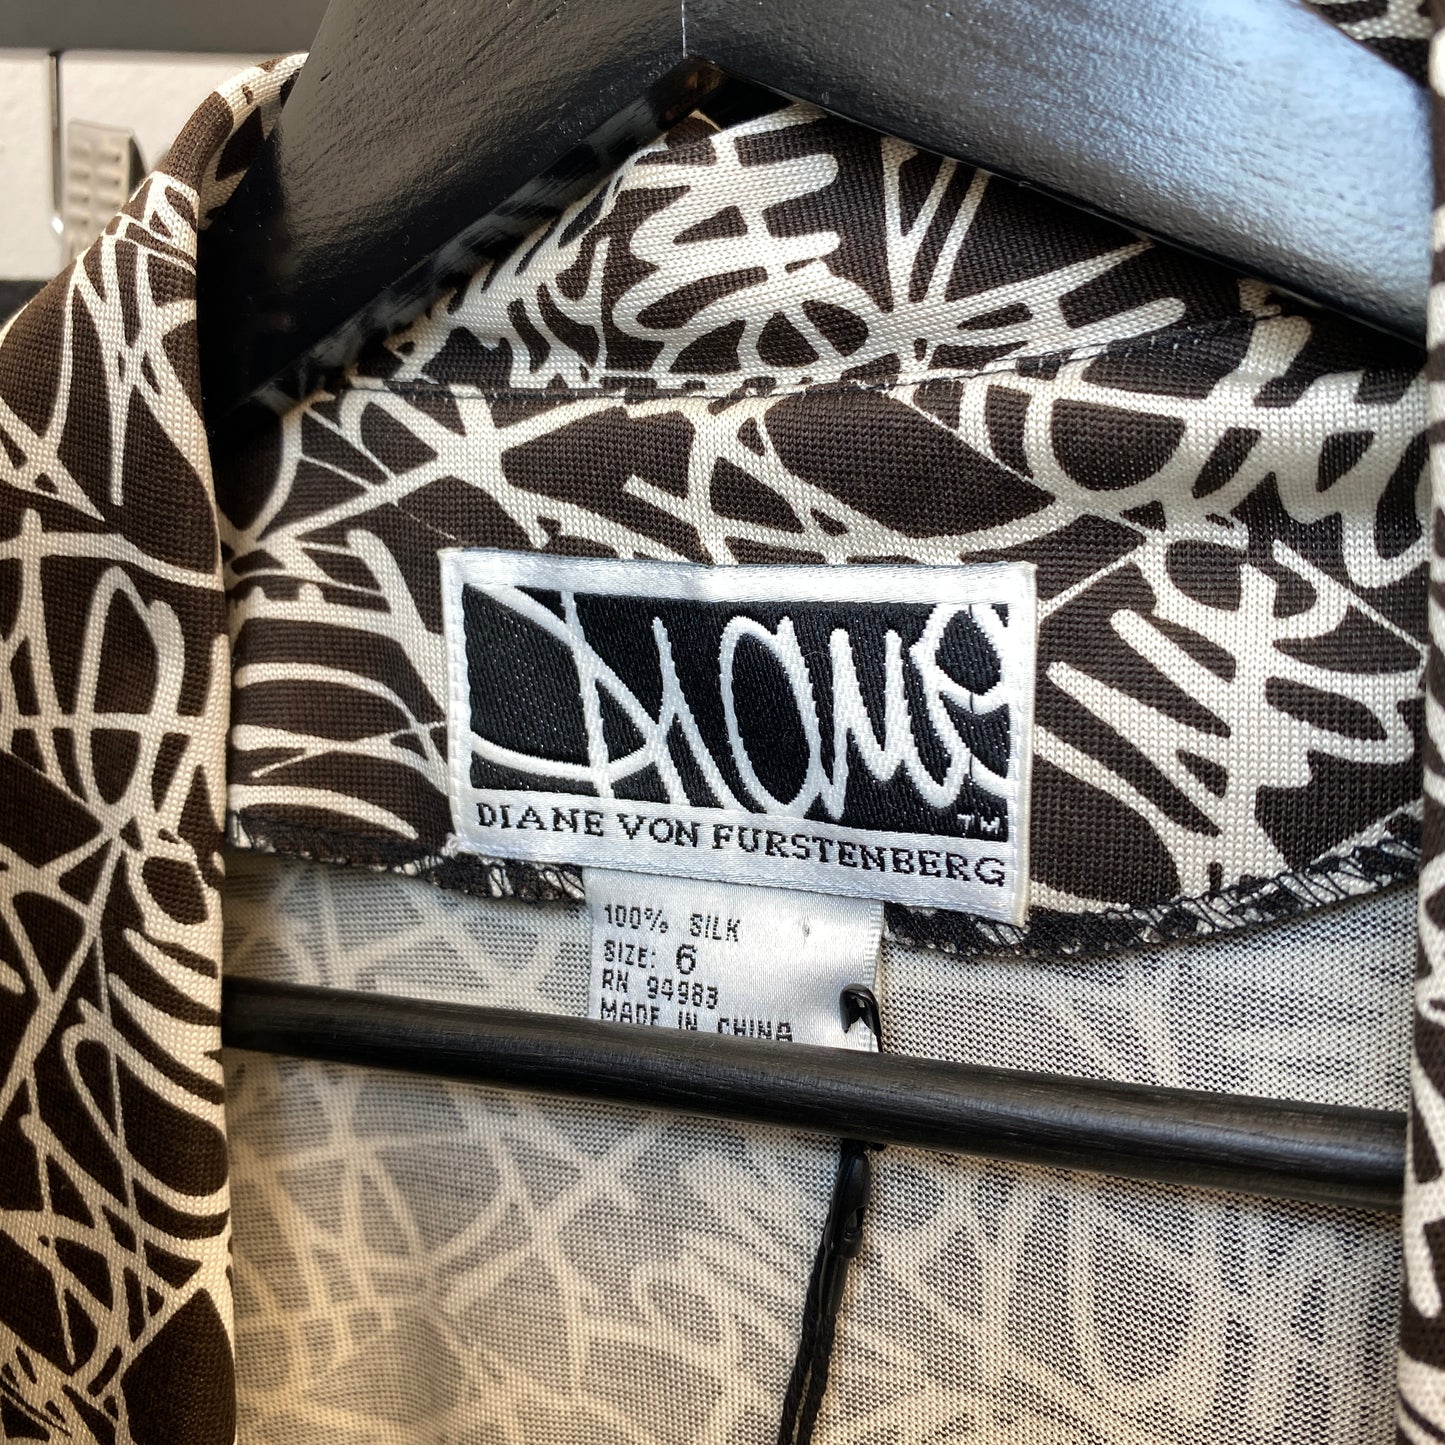 Diane
TM
DIANE VON FURSTENBERG
100% SILK
SIZE: 6
RN 94983
MADE IN CHINA